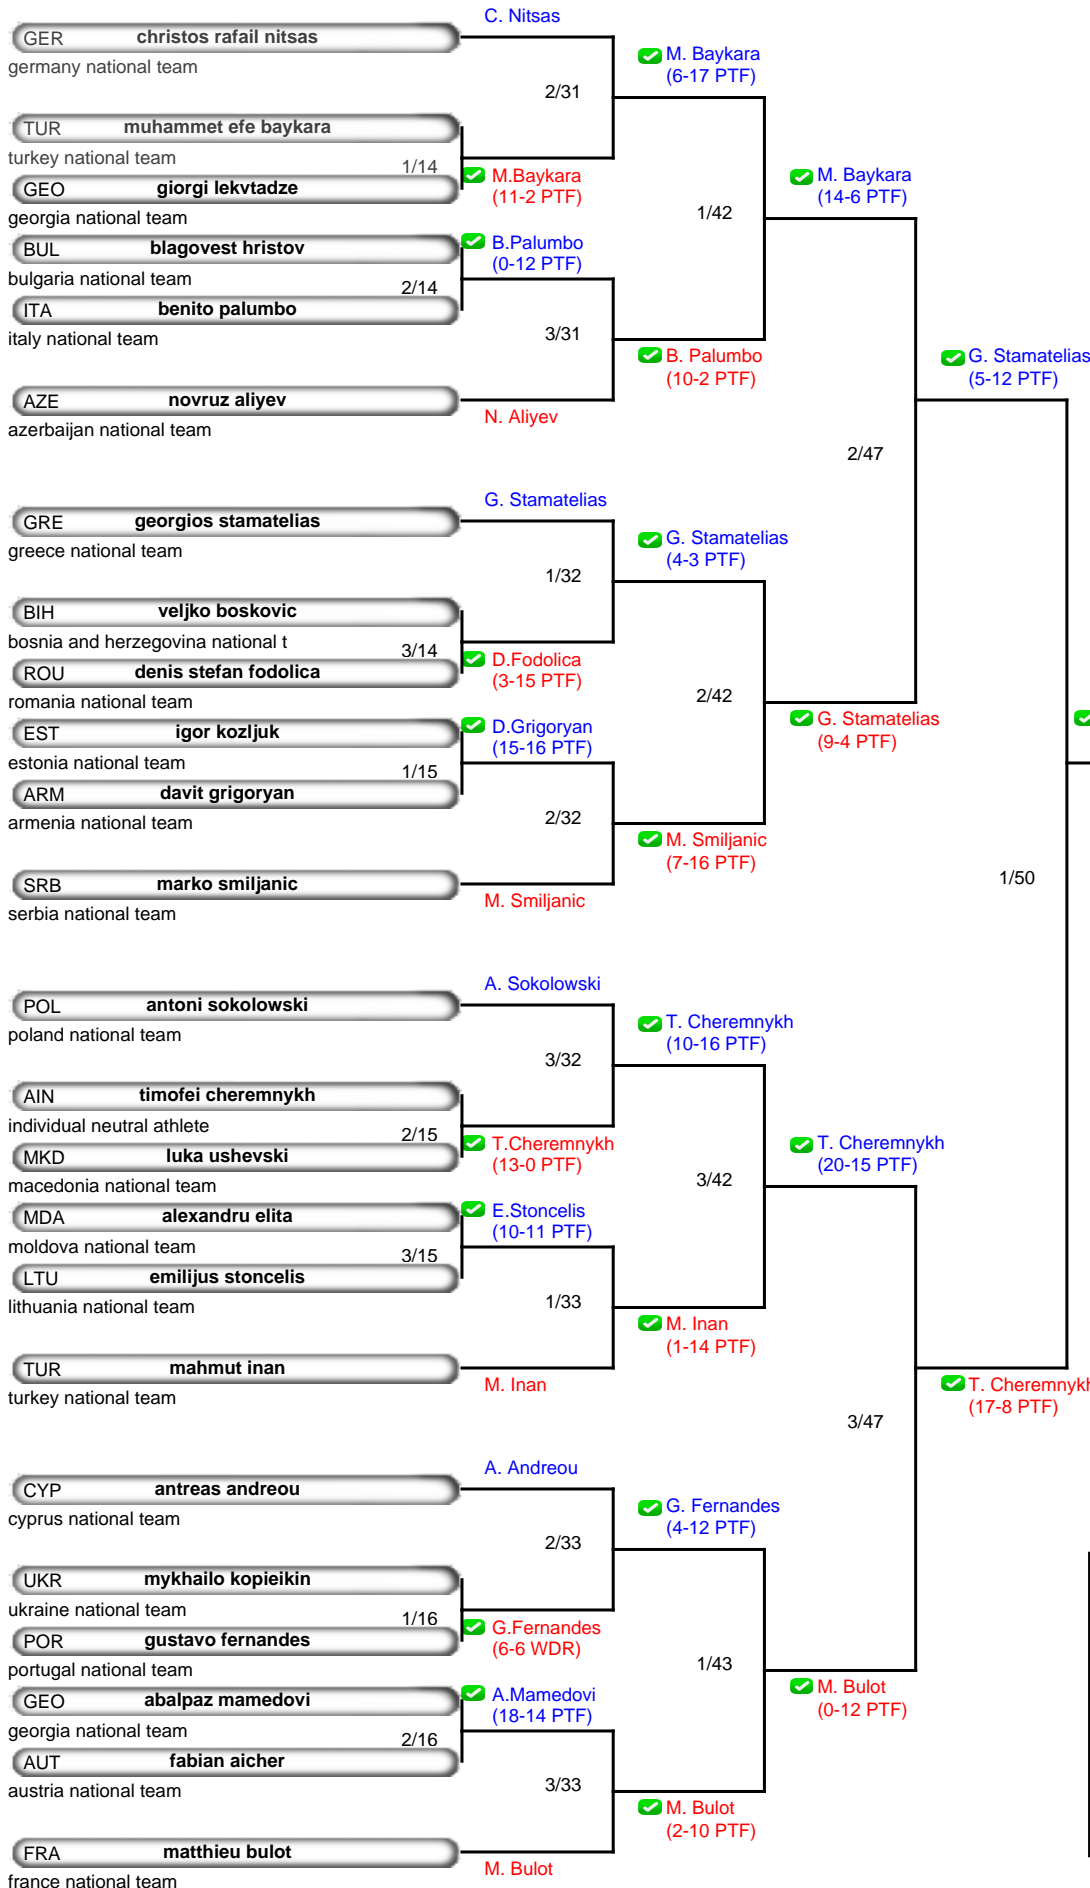 C. Nitsas
GER christos rafail nitsas
germany national team
M. Baykara
(6-17 PTF)
2/31
TUR muhammet efe baykara
turkey national team
1/14
M.Baykara
(11-2 PTF)
GEO giorgi lekvtadze
georgia national team
M. Baykara
(14-6 PTF)
1/42
BUL blagovest hristov
bulgaria national team
B.Palumbo
(0-12 PTF)
2/14
ITA benito palumbo
italy national team
3/31
B. Palumbo
(10-2 PTF)
G. Stamatelias
(5-12 PTF)
AZE novruz aliyev
azerbaijan national team
N. Aliyev
2/47
G. Stamatelias
GRE georgios stamatelias
greece national team
G. Stamatelias
(4-3 PTF)
1/32
BIH veljko boskovic
bosnia and herzegovina national t
3/14
D.Fodolica
(3-15 PTF)
ROU denis stefan fodolica
romania national team
2/42
G. Stamatelias
(9-4 PTF)
EST igor kozljuk
estonia national team
D.Grigoryan
(15-16 PTF)
1/15
ARM davit grigoryan
armenia national team
2/32
M. Smiljanic
(7-16 PTF)
SRB marko smiljanic
serbia national team
M. Smiljanic
1/50
A. Sokolowski
POL antoni sokolowski
poland national team
T. Cheremnykh
(10-16 PTF)
3/32
AIN timofei cheremnykh
individual neutral athlete
2/15
T.Cheremnykh
(13-0 PTF)
MKD luka ushevski
macedonia national team
T. Cheremnykh
(20-15 PTF)
3/42
MDA alexandru elita
moldova national team
E.Stoncelis
(10-11 PTF)
3/15
LTU emilijus stoncelis
lithuania national team
1/33
M. Inan
(1-14 PTF)
TUR mahmut inan
turkey national team
M. Inan
T. Cheremnykh
(17-8 PTF)
3/47
A. Andreou
CYP antreas andreou
cyprus national team
G. Fernandes
(4-12 PTF)
2/33
UKR mykhailo kopieikin
ukraine national team
1/16
G.Fernandes
(6-6 WDR)
POR gustavo fernandes
portugal national team
1/43
M. Bulot
(0-12 PTF)
GEO abalpaz mamedovi
georgia national team
A.Mamedovi
(18-14 PTF)
2/16
AUT fabian aicher
austria national team
3/33
M. Bulot
(2-10 PTF)
FRA matthieu bulot
france national team
M. Bulot